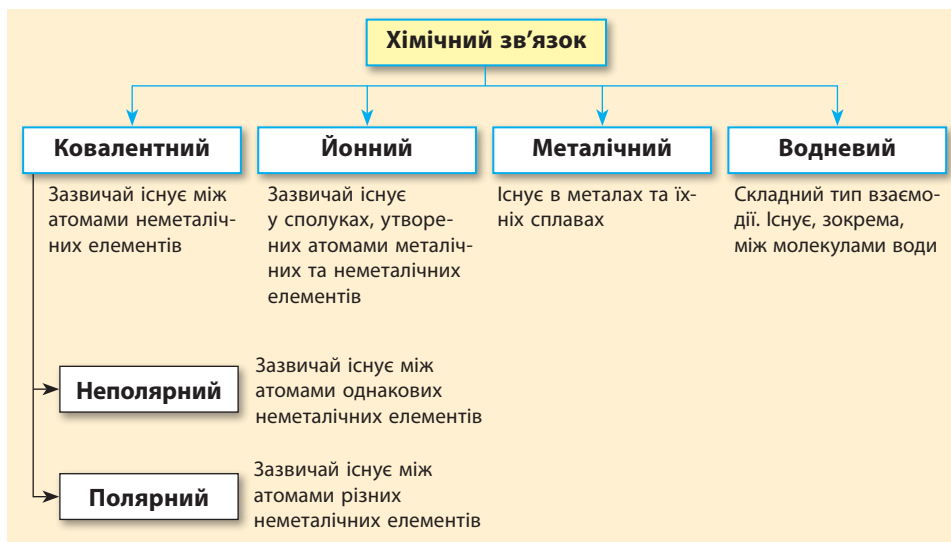 Хімічний зв’язок
Ковалентний
Зазвичай існує між
атомами неметаліч-
них елементів
Йонний
Зазвичай існує
у сполуках, утворе-
них атомами металіч-
них та неметалічних
елементів
Металічний
Існує в металах та їх-
ніх сплавах
Водневий
Складний тип взаємо-
дії. Існує, зокрема,
між молекулами води
Неполярний
Зазвичай існує між
атомами однакових
неметалічних елементів
Полярний
Зазвичай існує між
атомами різних
неметалічних елементів